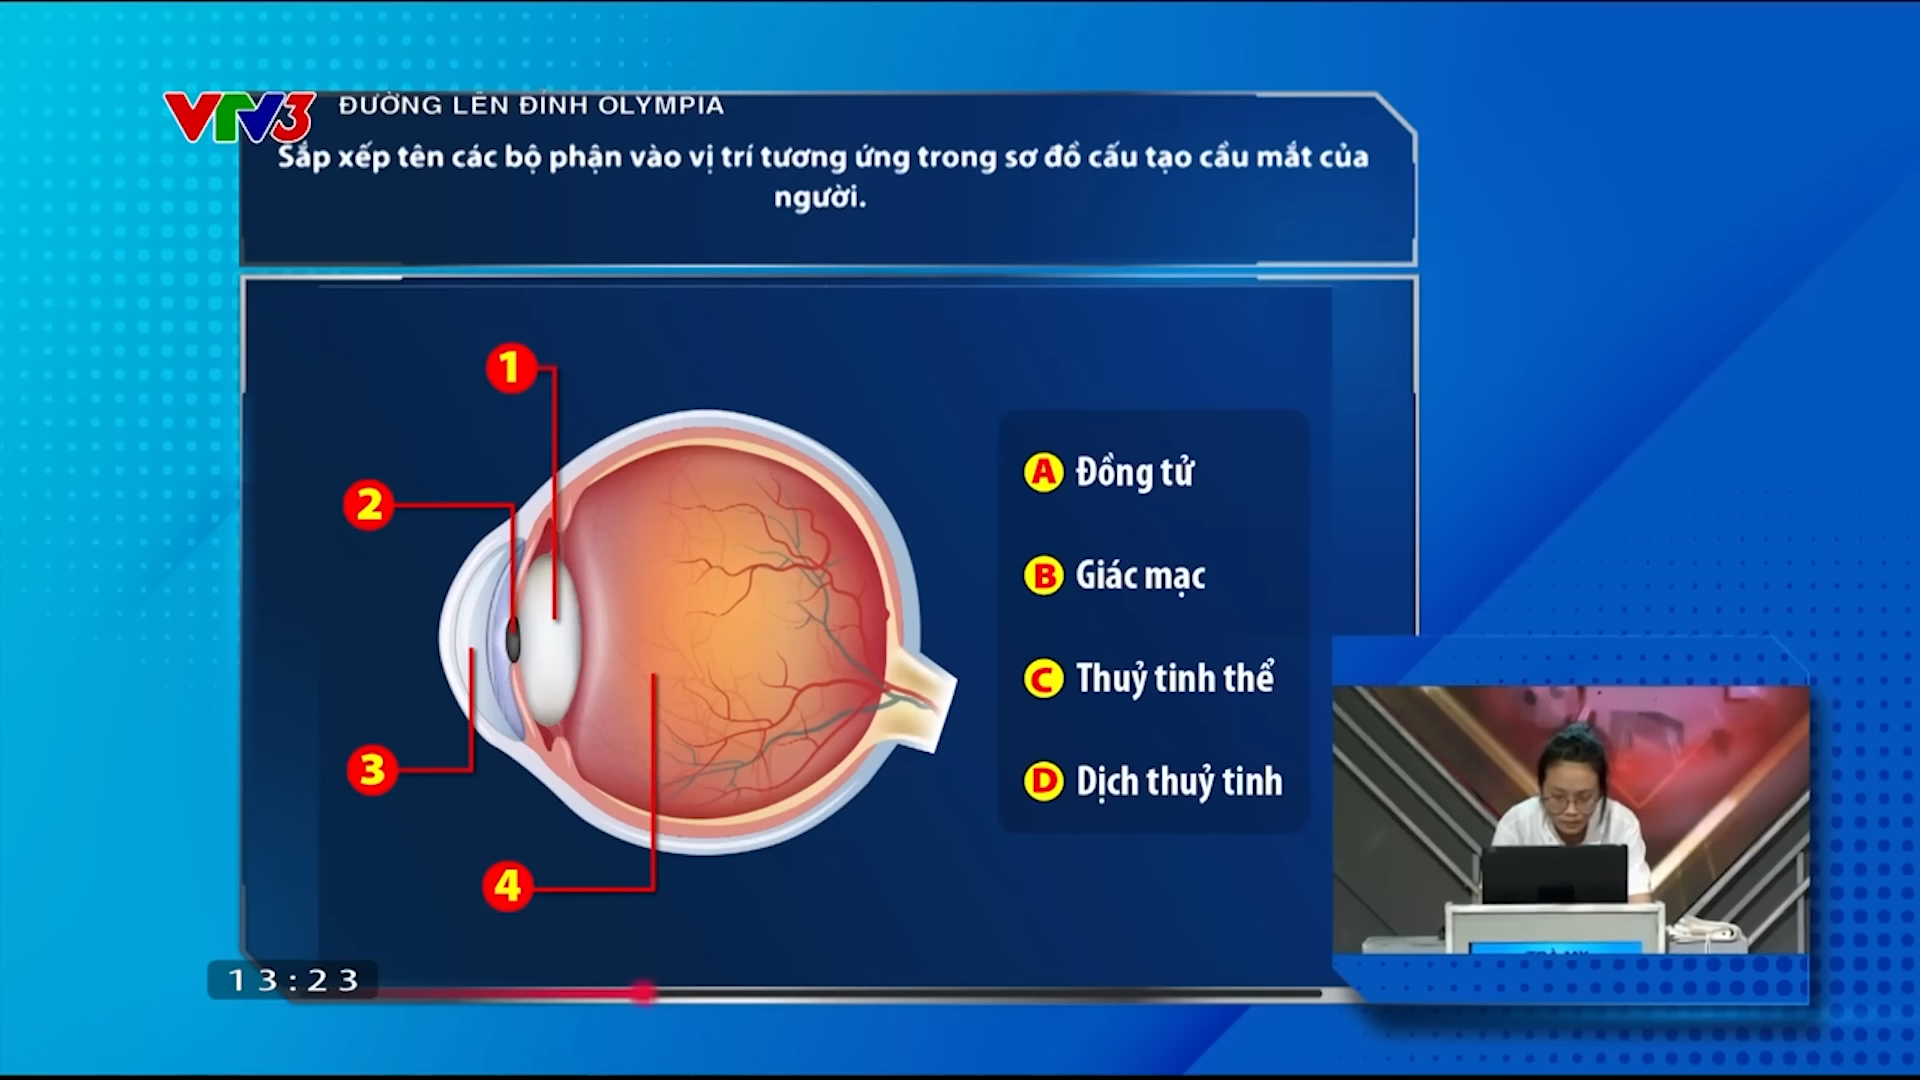 VTV3
ĐƯỜNG LÊN ĐỈNH OLYMPIA
Sắp xếp tên các bộ phận vào vị trí tương ứng trong sơ đồ cấu tạo cầu mắt của
người.
1
2
3
4
A Đồng tử
B Giác mạc
C Thuỷ tinh thể
D Dịch thuỷ tinh
13:23